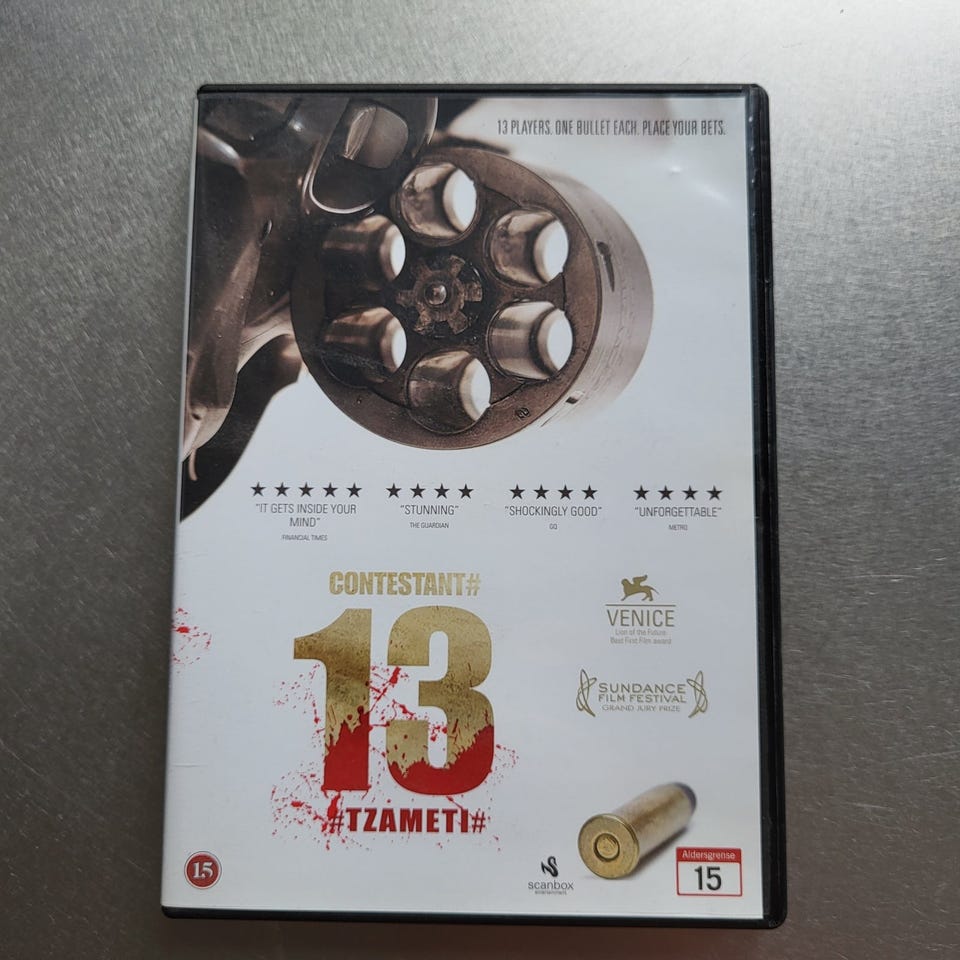 13 PLAYERS. ONE BULLET EACH. PLACE YOUR BETS.
"IT GETS INSIDE YOUR
MIND"
FINANCIAL TIMES
"STUNNING"
THE GUARDIAN
"SHOCKINGLY GOOD"
GQ
"UNFORGETTABLE"
METRO
CONTESTANT#
13
#TZAMETI#
VENICE
Lion of the Future
Best First Film award
SUNDANCE
FILM FESTIVAL
GRAND JURY PRIZE
15
scanbox
entertainment
Aldersgrense
15